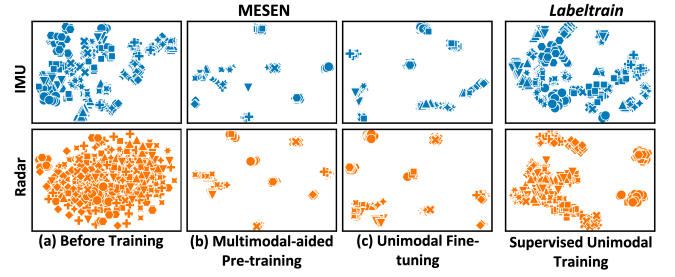 MESEN
Labeltrain
IMU
Radar
(a) Before Training
(b) Multimodal-aided
Pre-training
(c) Unimodal Fine-
tuning
Supervised Unimodal
Training